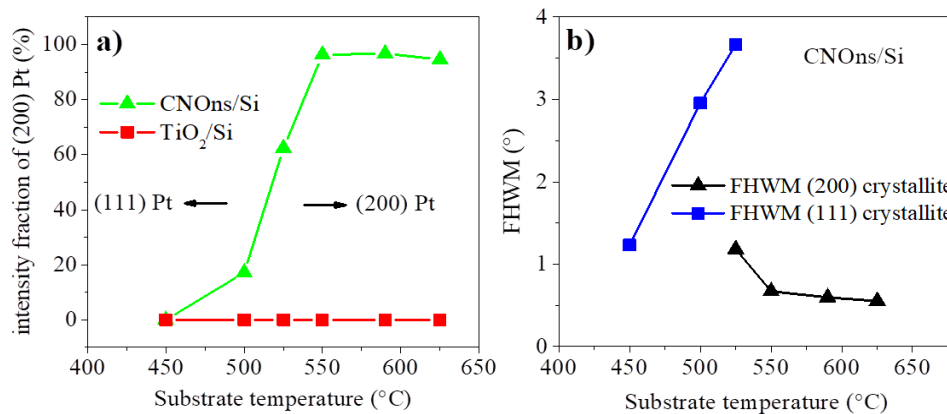 a)
intensity fraction of (200) Pt (%)
100
80
60
40
20
0
CNOns/Si
TiO₂/Si
(111) Pt
(200) Pt
400 450 500 550 600 650
Substrate temperature (°C)
b)
CNOns/Si
FHWM (°)
4
3
2
1
0
FHWM (200) crystallite
FHWM (111) crystallite
400 450 500 550 600 650
Substrate temperature (°C)